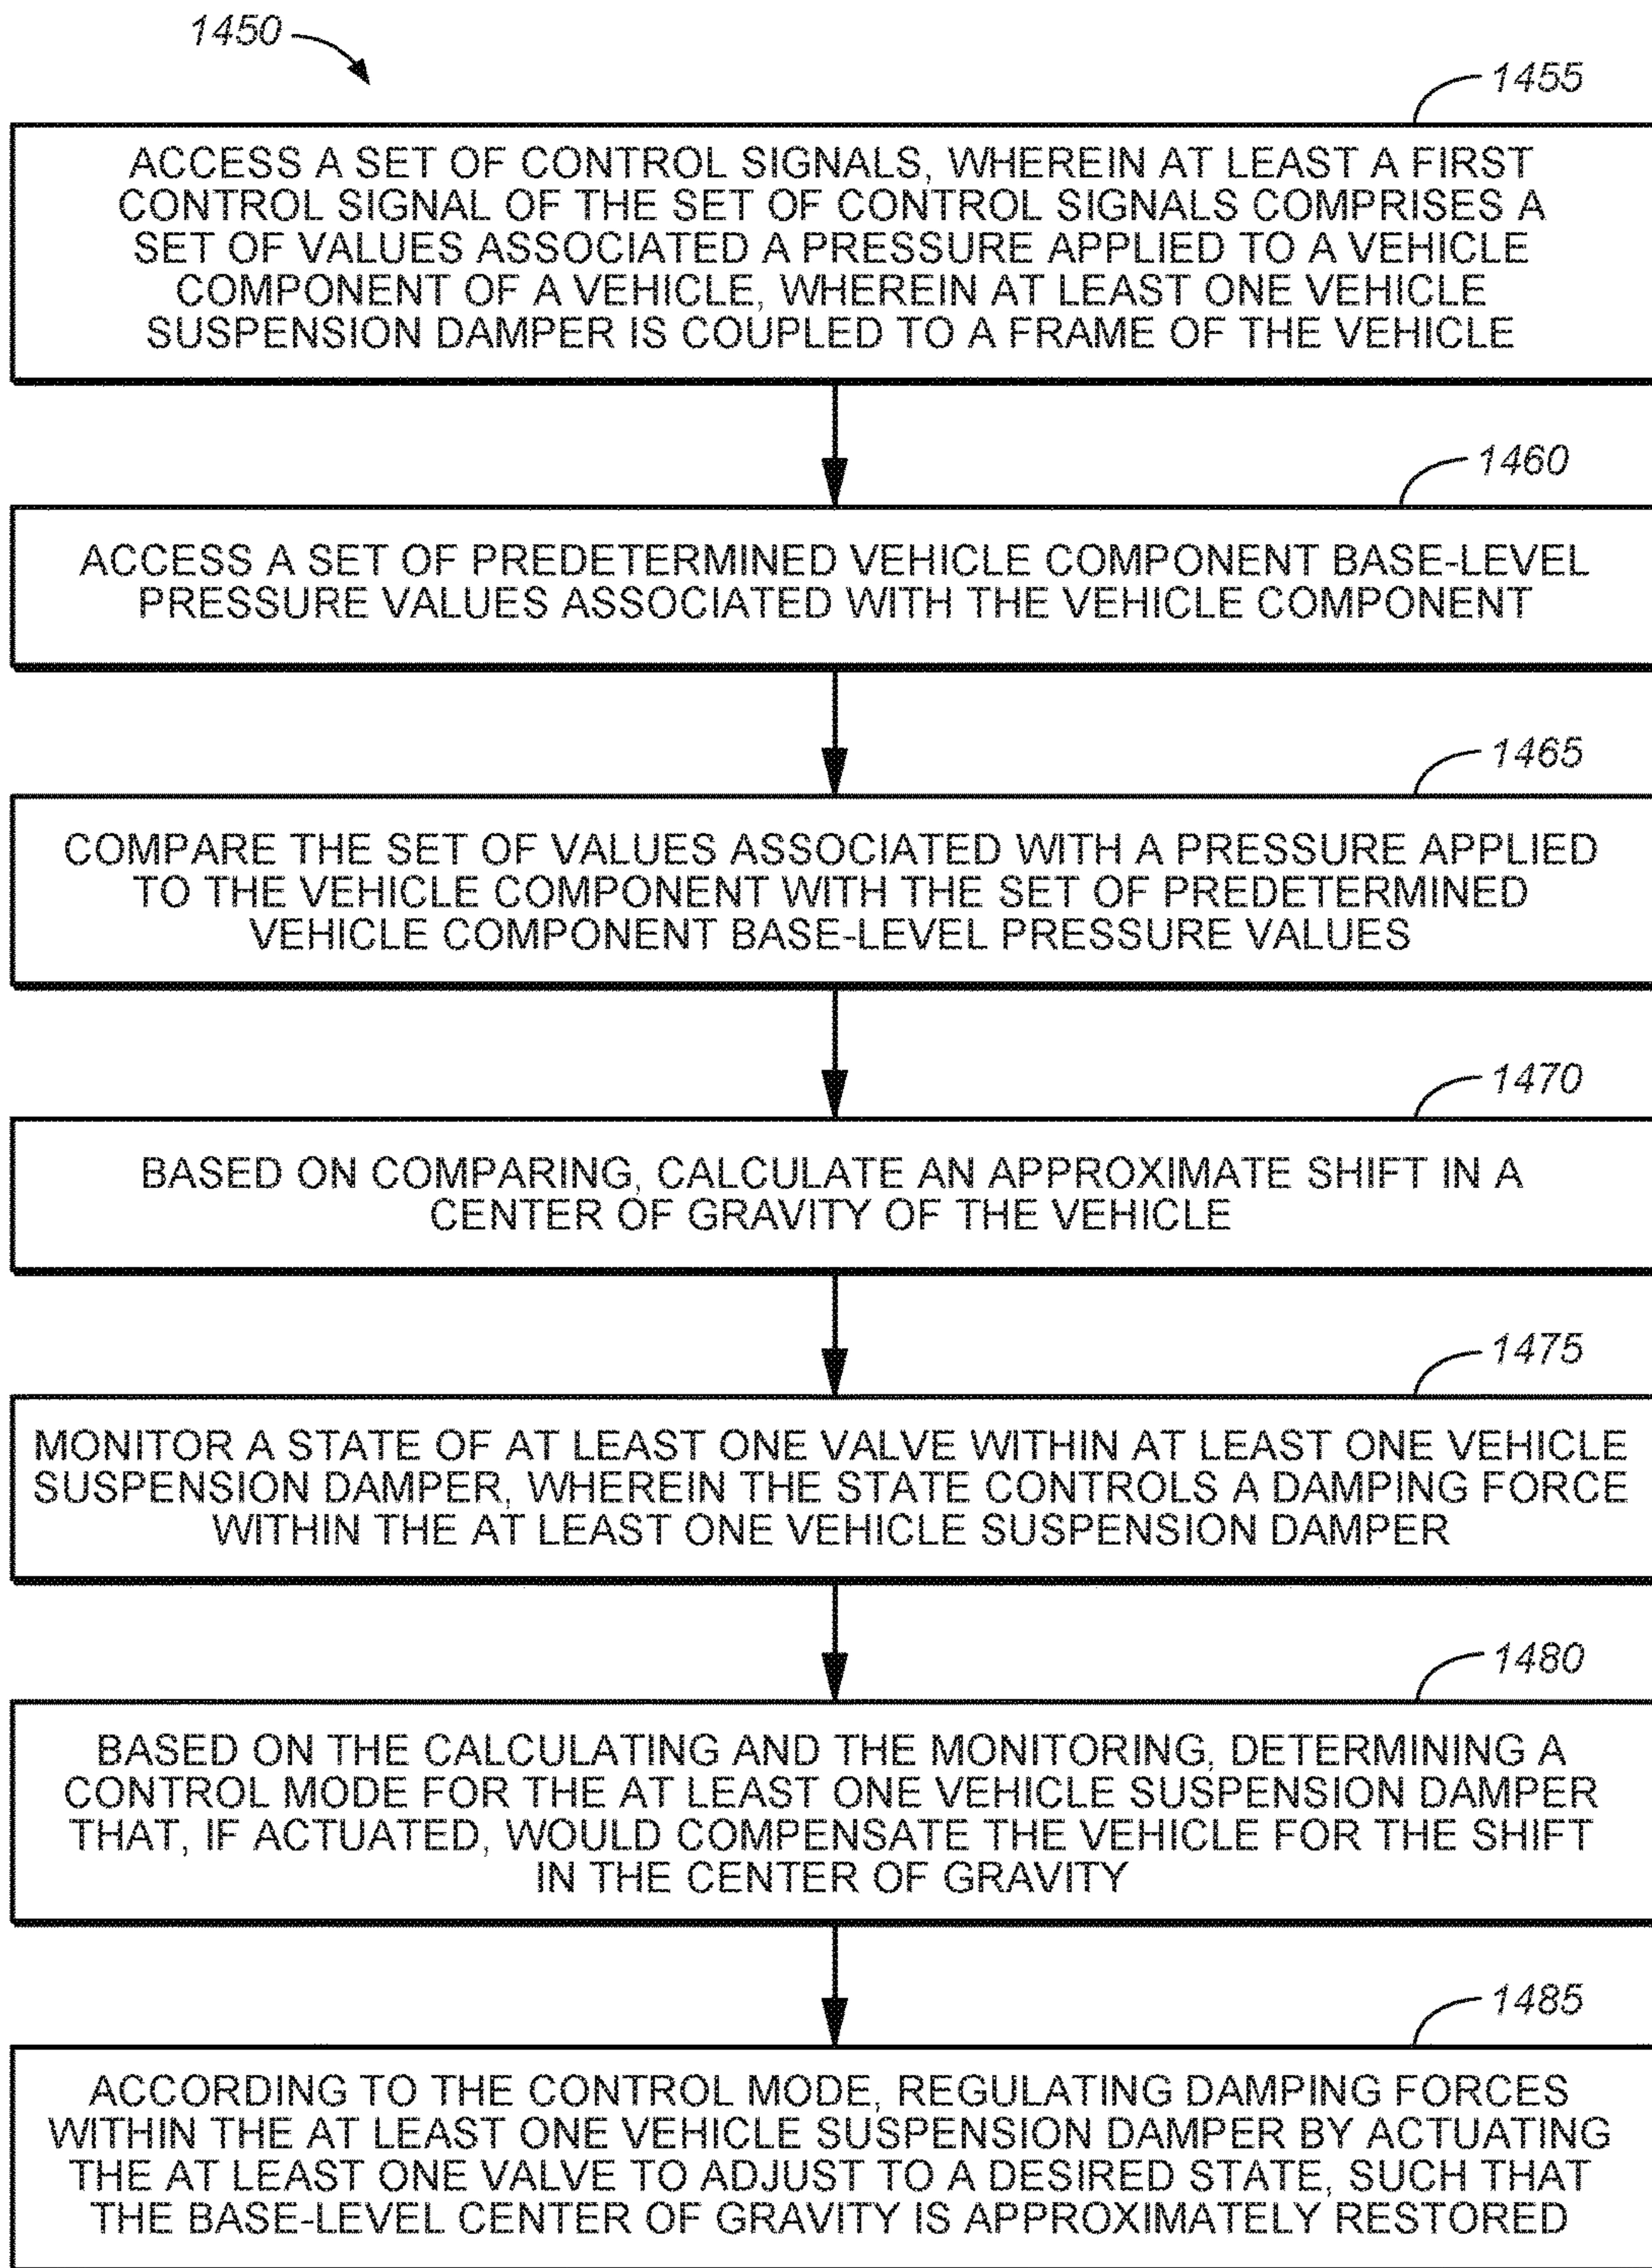 1450
1455
ACCESS A SET OF CONTROL SIGNALS, WHEREIN AT LEAST A FIRST
CONTROL SIGNAL OF THE SET OF CONTROL SIGNALS COMPRISES A
SET OF VALUES ASSOCIATED A PRESSURE APPLIED TO A VEHICLE
COMPONENT OF A VEHICLE, WHEREIN AT LEAST ONE VEHICLE
SUSPENSION DAMPER IS COUPLED TO A FRAME OF THE VEHICLE
1460
ACCESS A SET OF PREDETERMINED VEHICLE COMPONENT BASE-LEVEL
PRESSURE VALUES ASSOCIATED WITH THE VEHICLE COMPONENT
1465
COMPARE THE SET OF VALUES ASSOCIATED WITH A PRESSURE APPLIED
TO THE VEHICLE COMPONENT WITH THE SET OF PREDETERMINED
VEHICLE COMPONENT BASE-LEVEL PRESSURE VALUES
1470
BASED ON COMPARING, CALCULATE AN APPROXIMATE SHIFT IN A
CENTER OF GRAVITY OF THE VEHICLE
1475
MONITOR A STATE OF AT LEAST ONE VALVE WITHIN AT LEAST ONE VEHICLE
SUSPENSION DAMPER, WHEREIN THE STATE CONTROLS A DAMPING FORCE
WITHIN THE AT LEAST ONE VEHICLE SUSPENSION DAMPER
1480
BASED ON THE CALCULATING AND THE MONITORING, DETERMINING A
CONTROL MODE FOR THE AT LEAST ONE VEHICLE SUSPENSION DAMPER
THAT, IF ACTUATED, WOULD COMPENSATE THE VEHICLE FOR THE SHIFT
IN THE CENTER OF GRAVITY
1485
ACCORDING TO THE CONTROL MODE, REGULATING DAMPING FORCES
WITHIN THE AT LEAST ONE VEHICLE SUSPENSION DAMPER BY ACTUATING
THE AT LEAST ONE VALVE TO ADJUST TO A DESIRED STATE, SUCH THAT
THE BASE-LEVEL CENTER OF GRAVITY IS APPROXIMATELY RESTORED